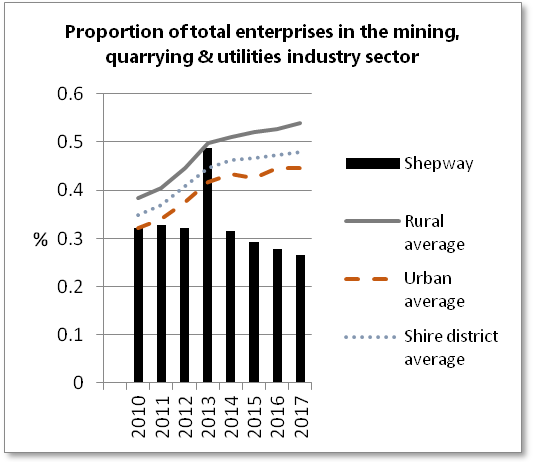 Proportion of total enterprises in the mining,
quarrying & utilities industry sector
0.6
0.5
0.4
0.3
0.2
0.1
0
%
2010
2011
2012
2013
2014
2015
2016
2017
Shepway
Rural
average
Urban
average
Shire district
average